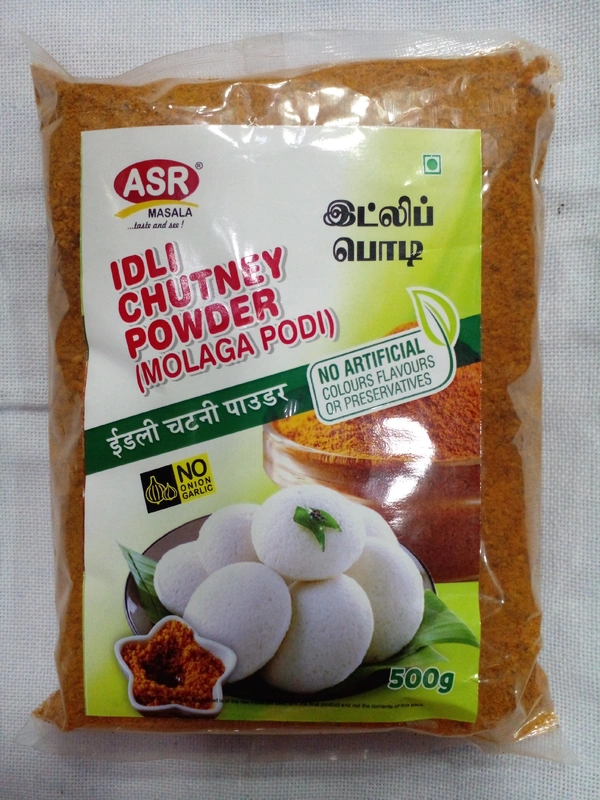 ASR®
MASALA
...taste and see!
இட்லிப்
பொடி
IDLI
CHUTNEY
POWDER
(MOLAGA PODI)
NO ARTIFICIAL
COLOURS FLAVOURS
OR PRESERVATIVES
ईडली चटनी पाउडर
NO
ONION
GARLIC
500g